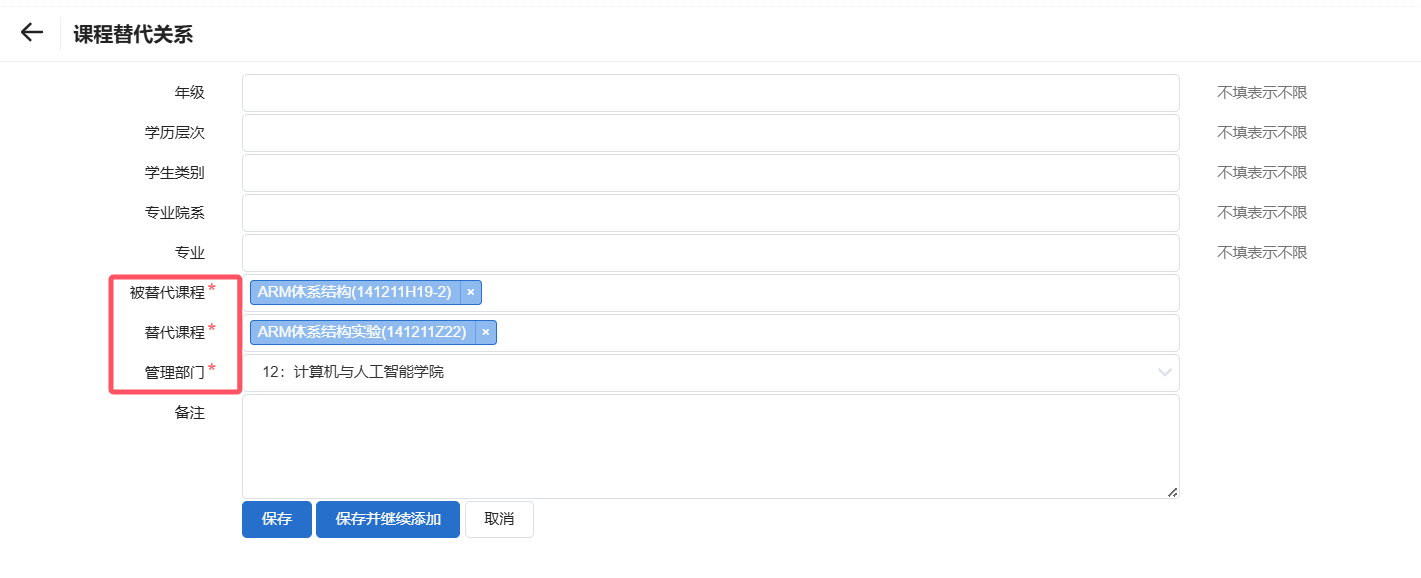 课程替代关系
年级 不填表示不限
学历层次 不填表示不限
学生类别 不填表示不限
专业院系 不填表示不限
专业 不填表示不限
被替代课程* ARM体系结构(141211H19-2) ×
替代课程* ARM体系结构实验(141211Z22) ×
管理部门* 12：计算机与人工智能学院
备注
保存 保存并继续添加 取消